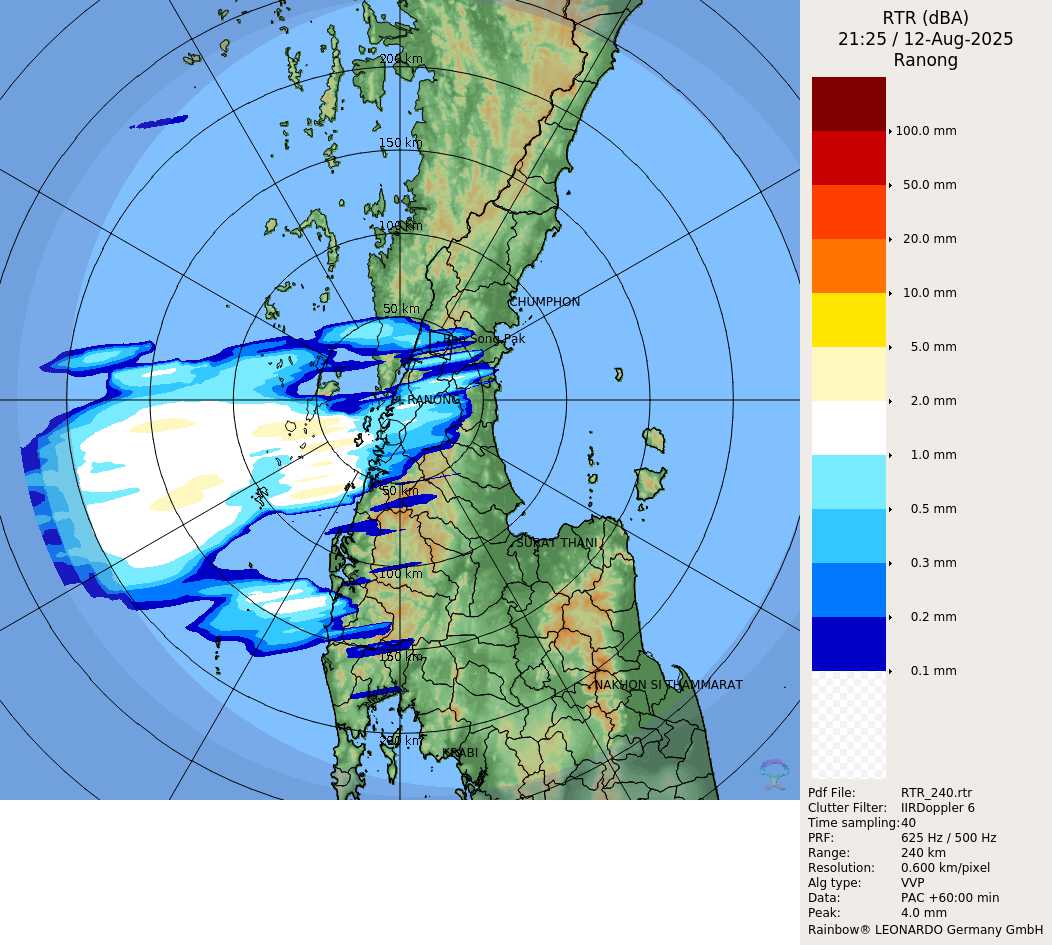 RTR (dBA)
21:25 / 12-Aug-2025
Ranong
100.0 mm
50.0 mm
20.0 mm
10.0 mm
5.0 mm
2.0 mm
1.0 mm
0.5 mm
0.3 mm
0.2 mm
0.1 mm
200 km
150 km
100 km
CHUMPHON
50 km
Ban Song Pak
RANONG
50 km
SURAT THANI
100 km
150 km
NAKHON SI THAMMARAT
200 km
KRABI
Pdf File: RTR_240.rtr
Clutter Filter: IIRDoppler 6
Time sampling: 40
PRF: 625 Hz / 500 Hz
Range: 240 km
Resolution: 0.600 km/pixel
Alg type: VVP
Data: PAC +60:00 min
Peak: 4.0 mm
Rainbow® LEONARDO Germany GmbH